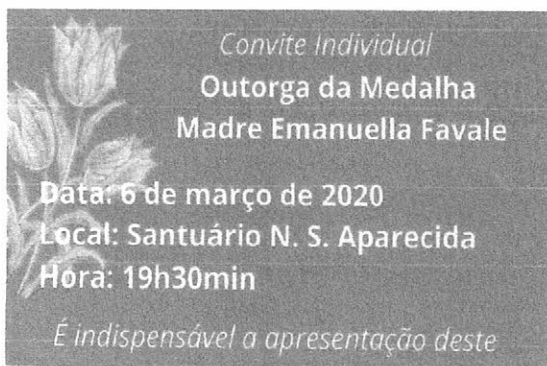 Convite Individual
Outorga da Medalha
Madre Emanuella Favale
Data: 6 de março de 2020
Local: Santuário N. S. Aparecida
Hora: 19h30min
É indispensável a apresentação deste